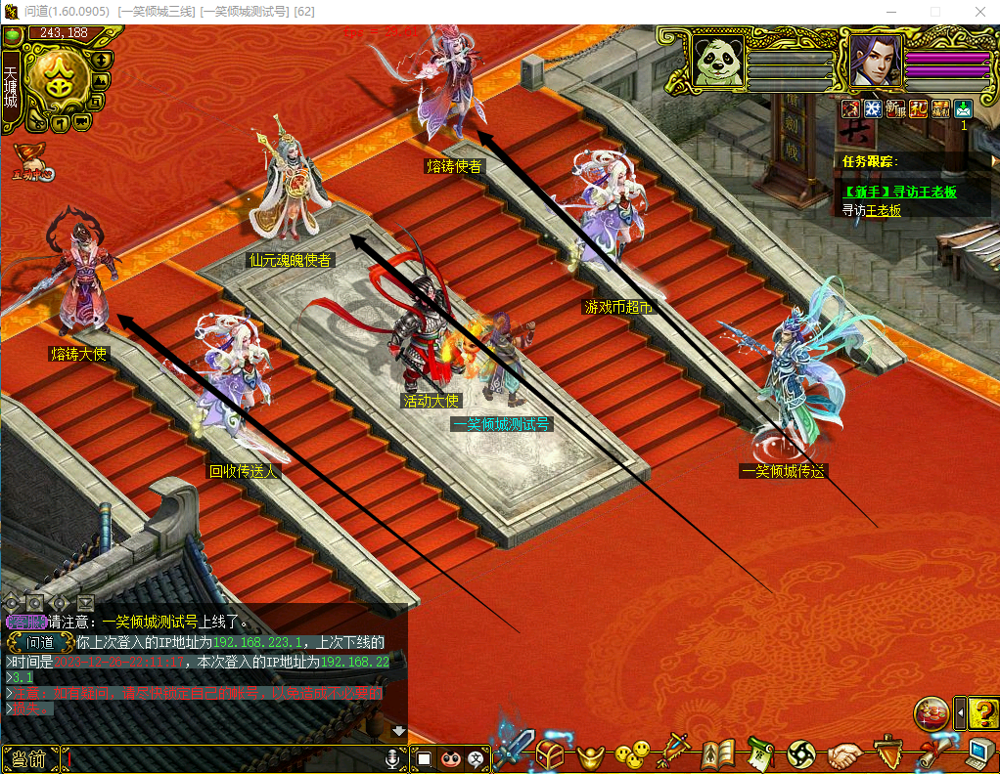 问道(1.60.0905) [一笑倾城三线] [一笑倾城测试号] [62]
243,188
天墉城
互动中心
1
任务跟踪：
【新手】寻访王老板
寻访王老板
熔铸使者
仙元魂魄使者
游戏币超市
熔铸大使
活动大使
一笑倾城测试号
回收传送人
一笑倾城传送
【客服】请注意：一笑倾城测试号上线了。
问道 你上次登入的IP地址为192.168.223.1，上次下线的
>时间是，本次登入的IP地址为192.168.22
>3.1
当前